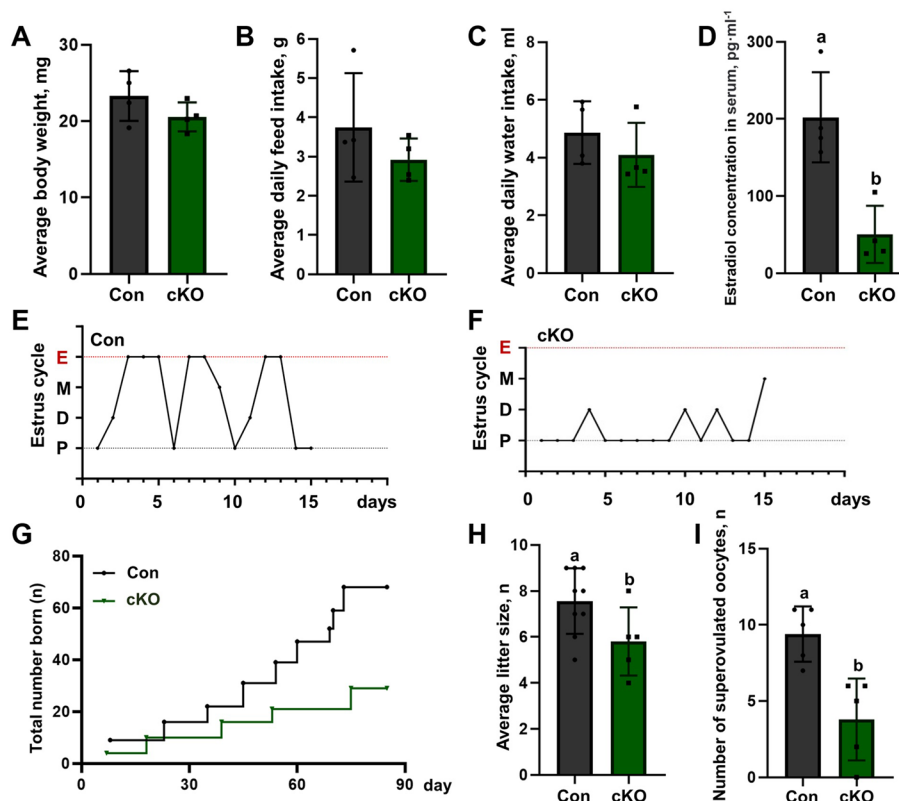 A
Average body weight, mg
30
20
10
0
Con
cKO
B
Average daily feed intake, g
6
5
4
3
2
1
0
Con
cKO
C
Average daily water intake, ml
8
6
4
2
0
Con
cKO
D
Estradiol concentration in serum, pg·ml⁻¹
300
200
100
0
a
b
Con
cKO
E
Con
Estrus cycle
E
M
D
P
0
5
10
15
days
F
cKO
Estrus cycle
E
M
D
P
0
5
10
15
days
G
Total number born (n)
80
60
40
20
0
Con
cKO
0
30
60
90
day
H
Average litter size, n
10
8
6
4
2
0
a
b
Con
cKO
I
Number of superovulated oocytes, n
15
10
5
0
a
b
Con
cKO